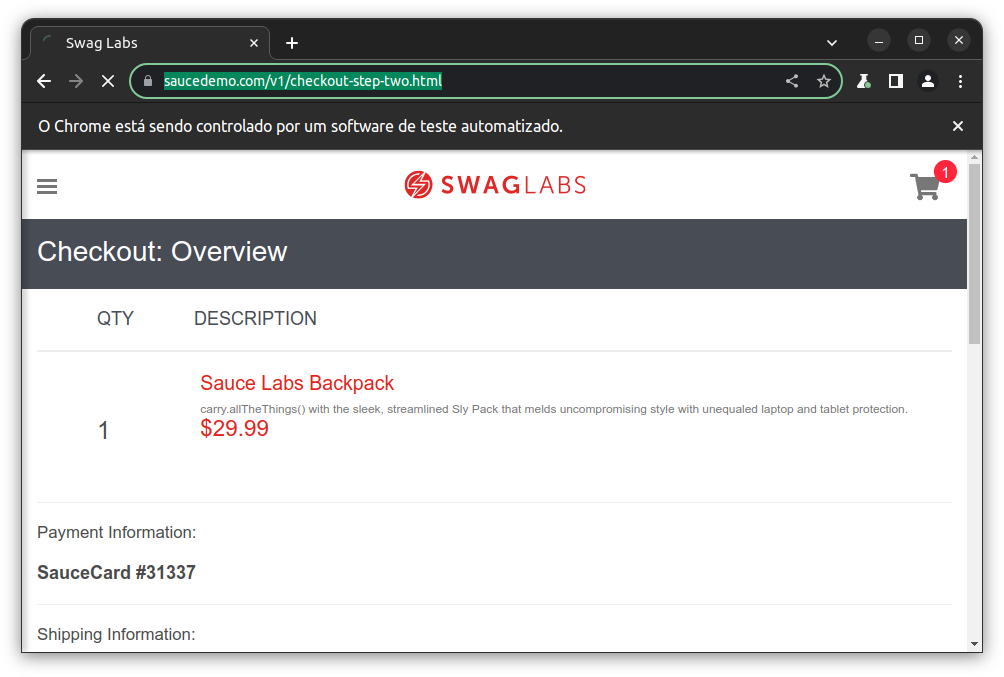 Swag Labs
saucedemo.com/v1/checkout-step-two.html
O Chrome está sendo controlado por um software de teste automatizado.
SWAGLABS
1
Checkout: Overview
QTY DESCRIPTION
Sauce Labs Backpack
carry.allTheThings() with the sleek, streamlined Sly Pack that melds uncompromising style with unequaled laptop and tablet protection.
1 $29.99
Payment Information:
SauceCard #31337
Shipping Information: